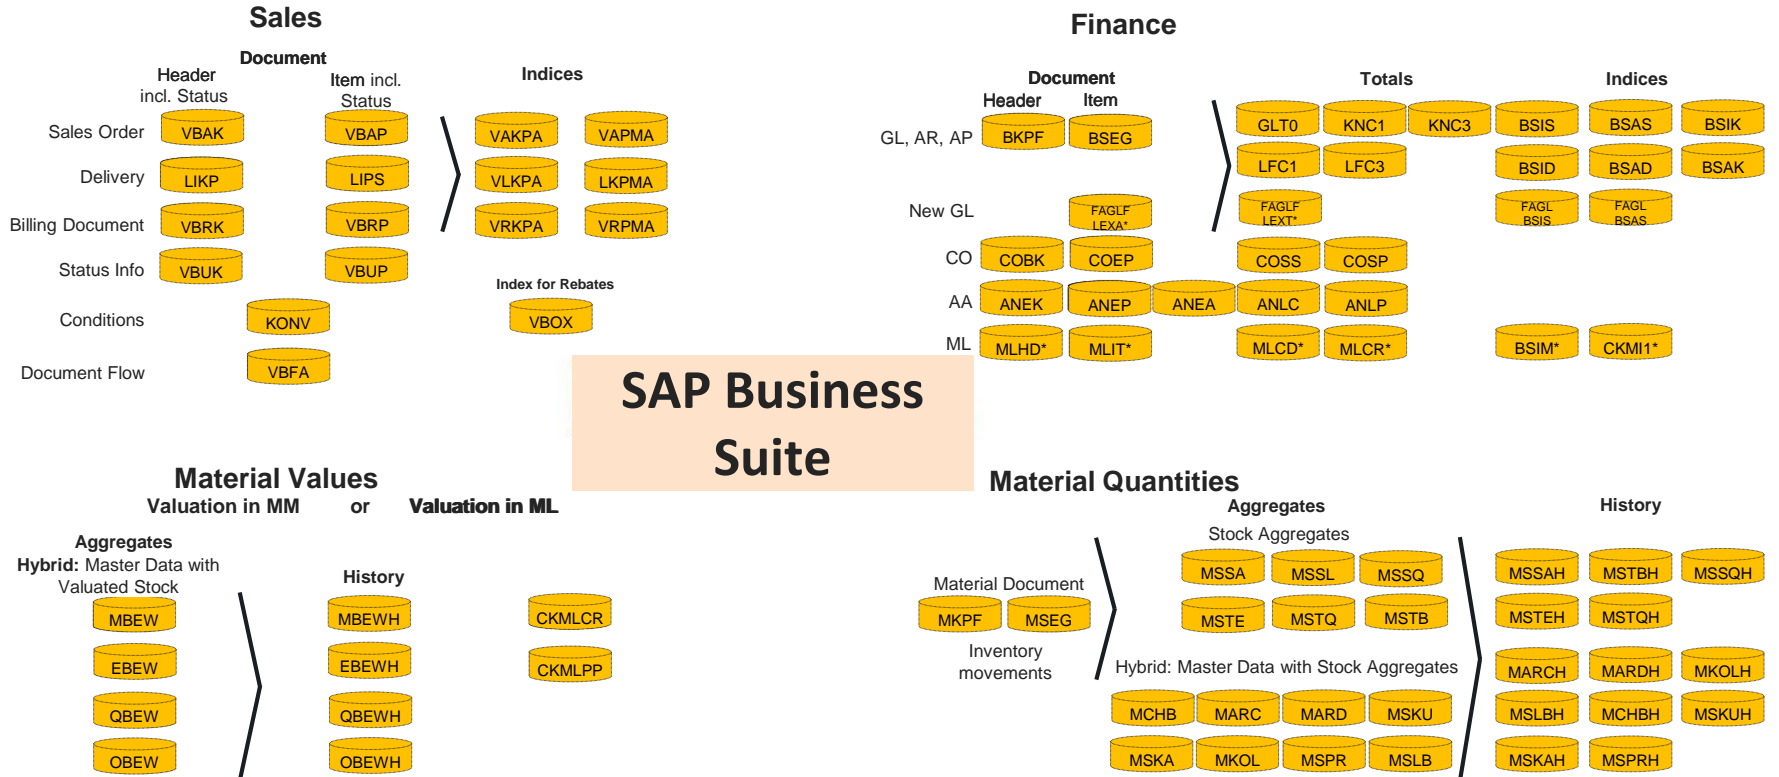 Sales
Document
Header
incl. Status
Item incl.
Status
Indices
Sales Order VBAK VBAP VAKPA VAPMA
Delivery LIKP LIPS VLKPA LKPMA
Billing Document VBRK VBRP VRKPA VRPMA
Status Info VBUK VBUP
Index for Rebates
Conditions KONV VBOX
Document Flow VBFA
Finance
Document Totals Indices
Header Item
GL, AR, AP BKPF BSEG GLT0 KNC1 KNC3 BSIS BSAS BSIK
LFC1 LFC3 BSID BSAD BSAK
New GL
FAGLF
LEXA*
FAGLF
LEXT*
FAGL
BSIS
FAGL
BSAS
CO COBK COEP COSS COSP
AA ANEK ANEP ANEA ANLC ANLP
ML MLHD* MLIT* MLCD* MLCR* BSIM* CKMI1*
SAP Business
Suite
Material Values
Valuation in MM or Valuation in ML
Aggregates
Hybrid: Master Data with
Valuated Stock
History
MBEW MBEWH CKMLCR
EBEW EBEWH CKMLPP
QBEW QBEWH
OBEW OBEWH
Material Quantities
Aggregates History
Stock Aggregates
Material Document
MKPF MSEG
Inventory
movements
MSSA MSSL MSSQ
MSTE MSTQ MSTB
Hybrid: Master Data with Stock Aggregates
MCHB MARC MARD MSKU
MSKA MKOL MSPR MSLB
MSSAH MSTBH MSSQH
MSTEH MSTQH
MARCH MARDH MKOLH
MSLBH MCHBH MSKUH
MSKAH MSPRH